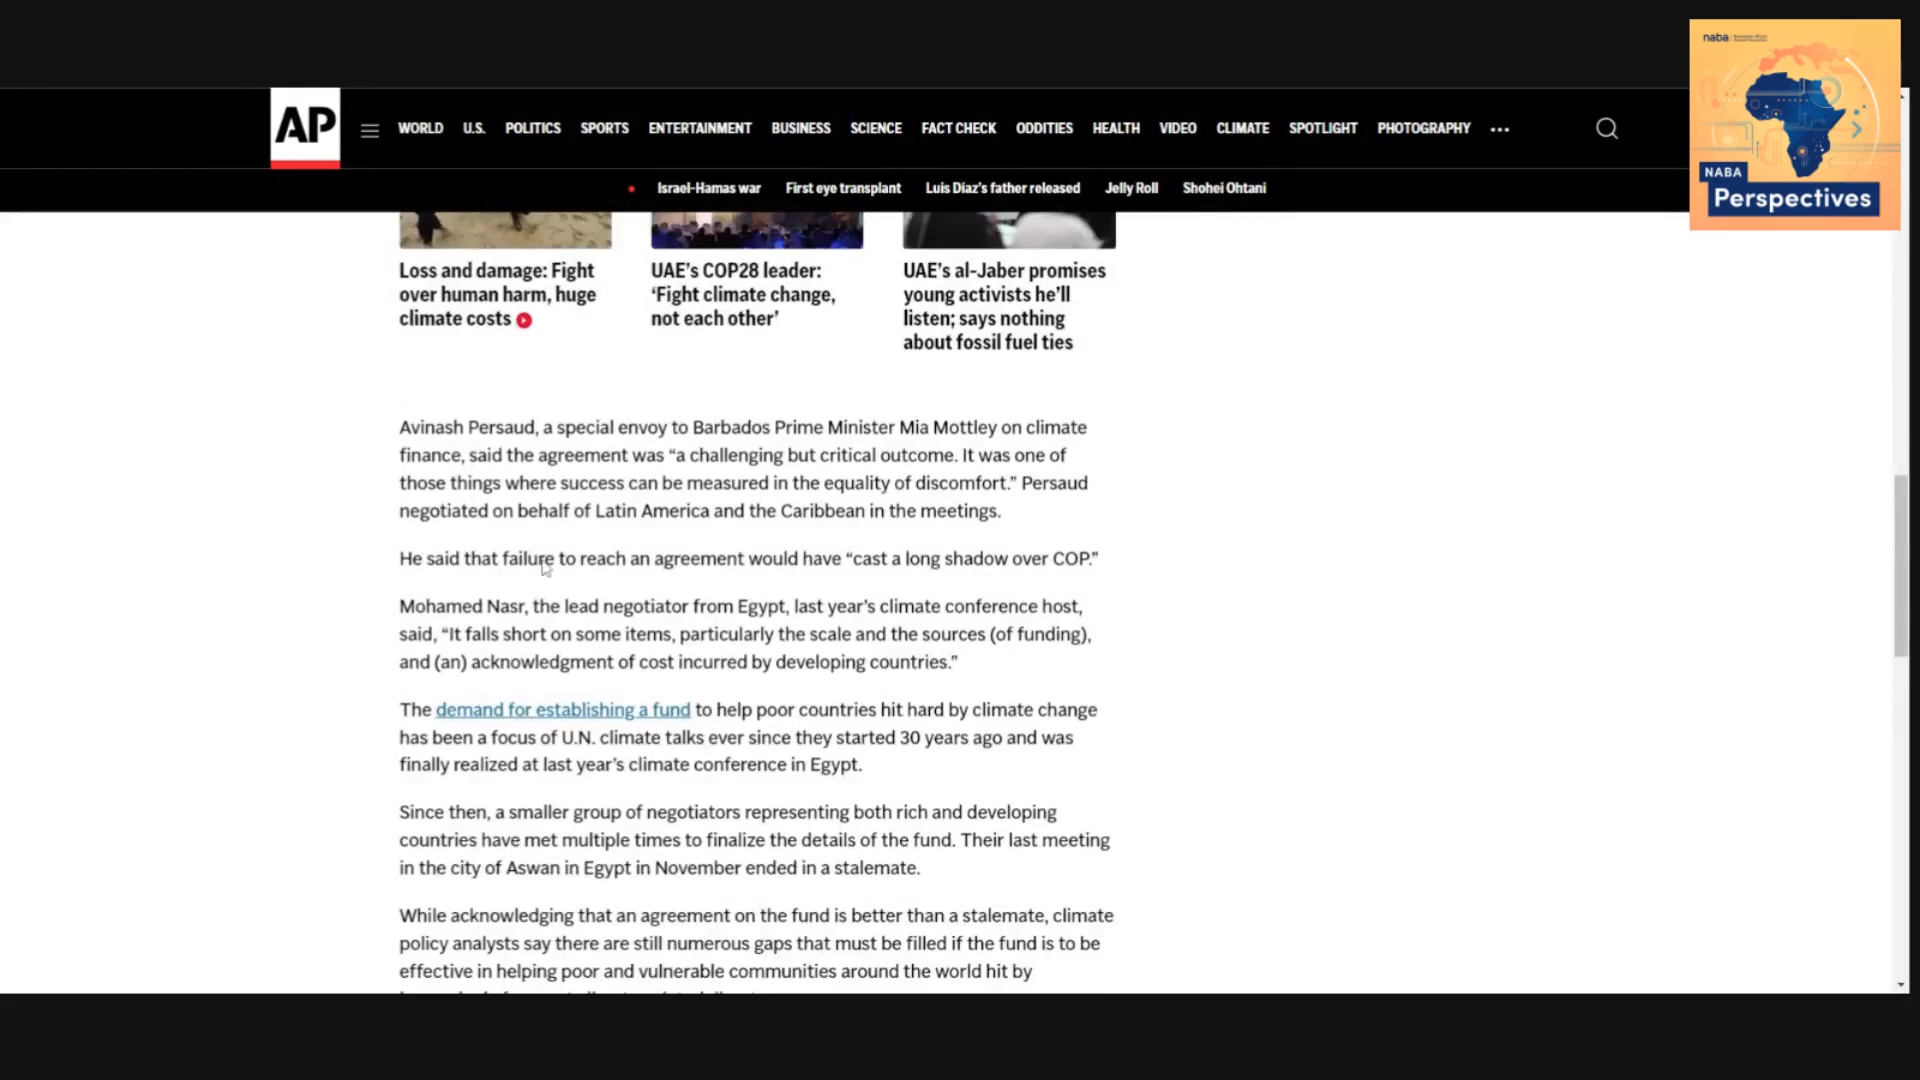 naba
AP
WORLD U.S. POLITICS SPORTS ENTERTAINMENT BUSINESS SCIENCE FACT CHECK ODDITIES HEALTH VIDEO CLIMATE SPOTLIGHT PHOTOGRAPHY ...
NABA
Perspectives
Israel-Hamas war First eye transplant Luis Díaz's father released Jelly Roll Shohei Ohtani
Loss and damage: Fight
over human harm, huge
climate costs
UAE’s COP28 leader:
‘Fight climate change,
not each other’
UAE’s al-Jaber promises
young activists he’ll
listen; says nothing
about fossil fuel ties
Avinash Persaud, a special envoy to Barbados Prime Minister Mia Mottley on climate
finance, said the agreement was “a challenging but critical outcome. It was one of
those things where success can be measured in the equality of discomfort.” Persaud
negotiated on behalf of Latin America and the Caribbean in the meetings.
He said that failure to reach an agreement would have “cast a long shadow over COP.”
Mohamed Nasr, the lead negotiator from Egypt, last year’s climate conference host,
said, “It falls short on some items, particularly the scale and the sources (of funding),
and (an) acknowledgment of cost incurred by developing countries.”
The demand for establishing a fund to help poor countries hit hard by climate change
has been a focus of U.N. climate talks ever since they started 30 years ago and was
finally realized at last year’s climate conference in Egypt.
Since then, a smaller group of negotiators representing both rich and developing
countries have met multiple times to finalize the details of the fund. Their last meeting
in the city of Aswan in Egypt in November ended in a stalemate.
While acknowledging that an agreement on the fund is better than a stalemate, climate
policy analysts say there are still numerous gaps that must be filled if the fund is to be
effective in helping poor and vulnerable communities around the world hit by